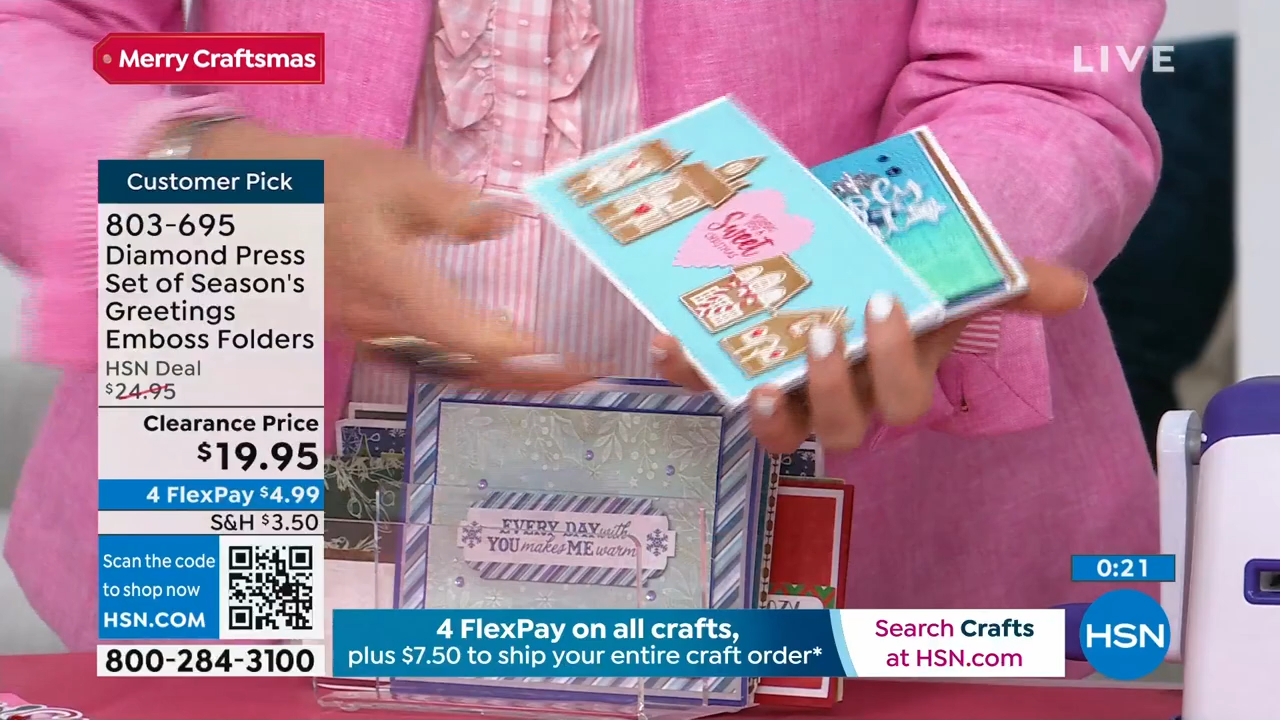 Merry Craftsmas
LIVE
Customer Pick
803-695
Diamond Press
Set of Season's
Greetings
Emboss Folders
HSN Deal
$24.95
Clearance Price
$19.95
4 FlexPay $4.99
S&H $3.50
Scan the code
to shop now
HSN.COM
800-284-3100
Sweet
CHRISTMAS
EVERY DAY with
YOU makes ME warm
OZY
0:21
4 FlexPay on all crafts,
plus $7.50 to ship your entire craft order*
Search Crafts
at HSN.com
HSN